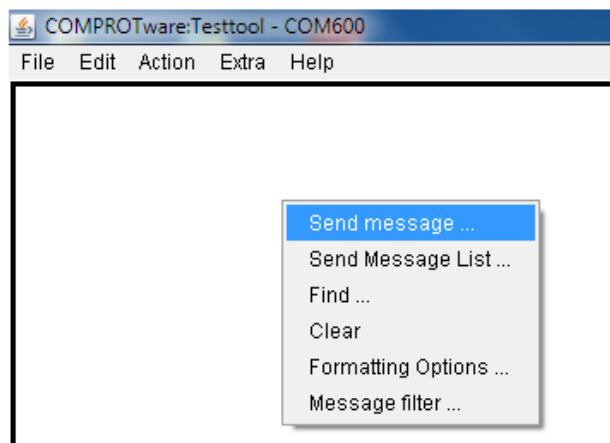 COMPROTware:Testtool - COM600
File Edit Action Extra Help
Send message ...
Send Message List ...
Find ...
Clear
Formatting Options ...
Message filter ...